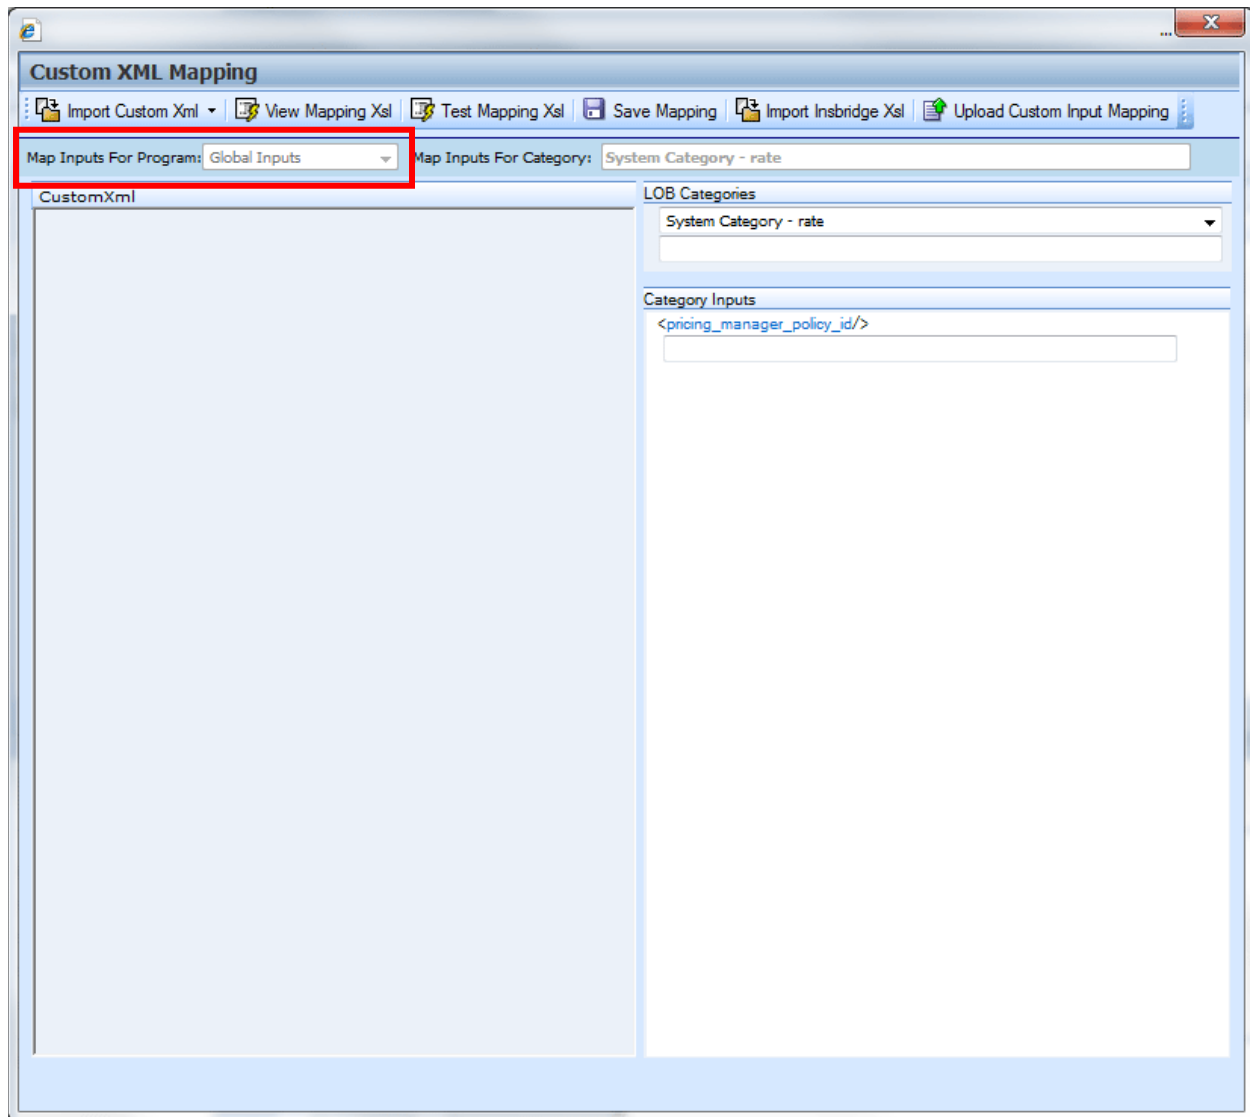 ...
Custom XML Mapping
Import Custom Xml View Mapping Xsl Test Mapping Xsl Save Mapping Import Insbridge Xsl Upload Custom Input Mapping
Map Inputs For Program: Global Inputs Map Inputs For Category: System Category - rate
CustomXml
LOB Categories
System Category - rate
Category Inputs
<pricing_manager_policy_id/>